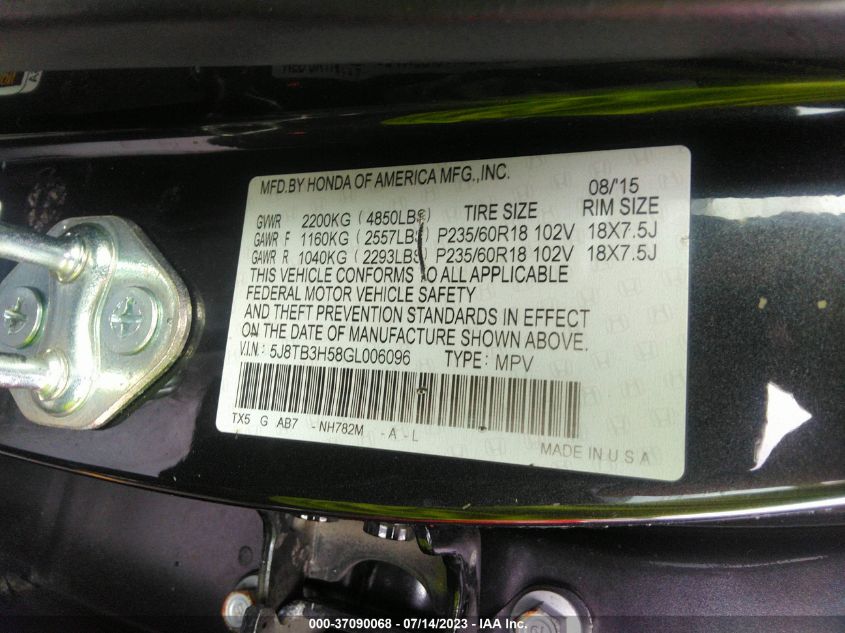 MFD.BY HONDA OF AMERICA MFG.,INC. 08/'15
GVWR 2200KG (4850LBS) TIRE SIZE RIM SIZE
GAWR F 1160KG (2557LBS) P235/60R18 102V 18X7.5J
GAWR R 1040KG (2293LBS) P235/60R18 102V 18X7.5J
THIS VEHICLE CONFORMS TO ALL APPLICABLE
FEDERAL MOTOR VEHICLE SAFETY
AND THEFT PREVENTION STANDARDS IN EFFECT
ON THE DATE OF MANUFACTURE SHOWN ABOVE.
V.I.N: 5J8TB3H58GL006096 TYPE: MPV
TX5 G AB7 -NH782M -A-L
MADE IN U S A
000-37090068 - 07/14/2023 - IAA Inc.